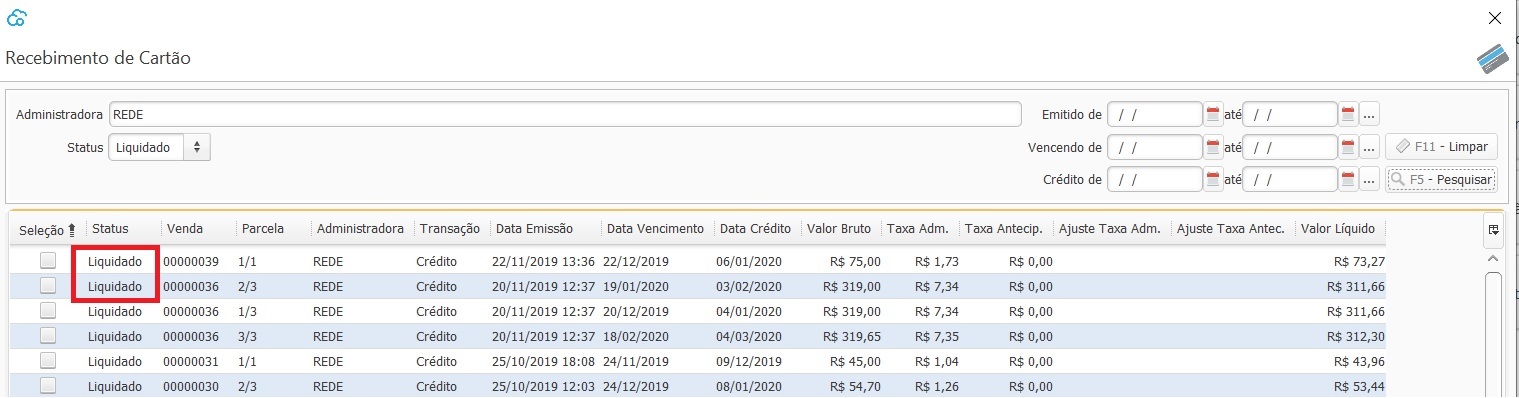 Recebimento de Cartão
Administradora REDE Emitido de / / até / / ...
Status Liquidado Vencendo de / / até / / ... F11 - Limpar
Crédito de / / até / / ... F5 - Pesquisar
Seleção Status Venda Parcela Administradora Transação Data Emissão Data Vencimento Data Crédito Valor Bruto Taxa Adm. Taxa Antecip. Ajuste Taxa Adm. Ajuste Taxa Antec. Valor Líquido
Liquidado 00000039 1/1 REDE Crédito 22/11/2019 13:36 22/12/2019 06/01/2020 R$ 75,00 R$ 1,73 R$ 0,00 R$ 73,27
Liquidado 00000036 2/3 REDE Crédito 20/11/2019 12:37 19/01/2020 03/02/2020 R$ 319,00 R$ 7,34 R$ 0,00 R$ 311,66
Liquidado 00000036 1/3 REDE Crédito 20/11/2019 12:37 20/12/2019 04/01/2020 R$ 319,00 R$ 7,34 R$ 0,00 R$ 311,66
Liquidado 00000036 3/3 REDE Crédito 20/11/2019 12:37 18/02/2020 04/03/2020 R$ 319,65 R$ 7,35 R$ 0,00 R$ 312,30
Liquidado 00000031 1/1 REDE Crédito 25/10/2019 18:08 24/11/2019 09/12/2019 R$ 45,00 R$ 1,04 R$ 0,00 R$ 43,96
Liquidado 00000030 2/3 REDE Crédito 25/10/2019 12:03 24/12/2019 08/01/2020 R$ 54,70 R$ 1,26 R$ 0,00 R$ 53,44